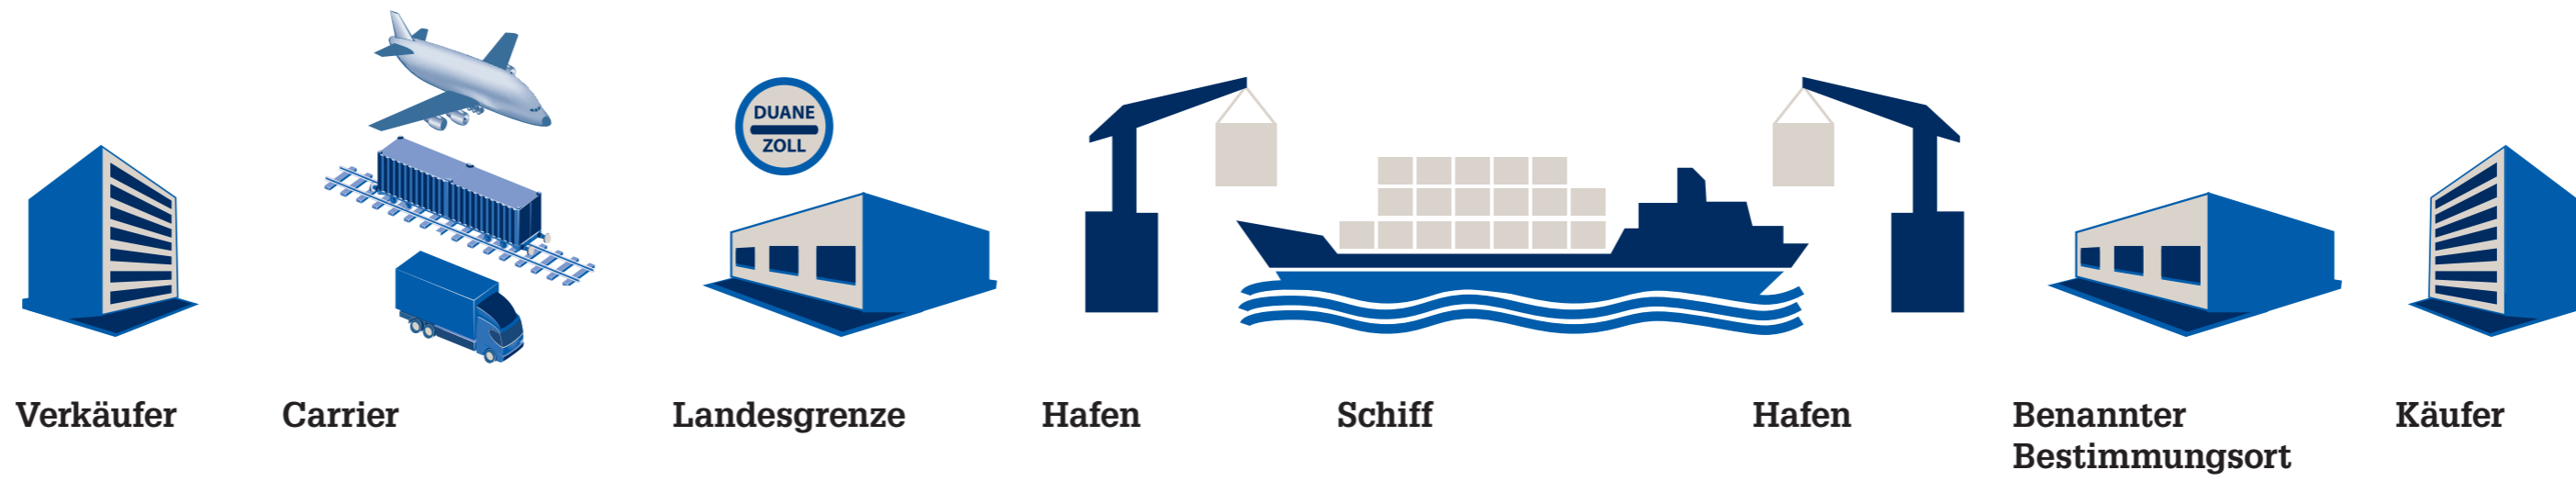 DUANE
ZOLL
Verkäufer
Carrier
Landesgrenze
Hafen
Schiff
Hafen
Benannter
Bestimmungsort
Käufer